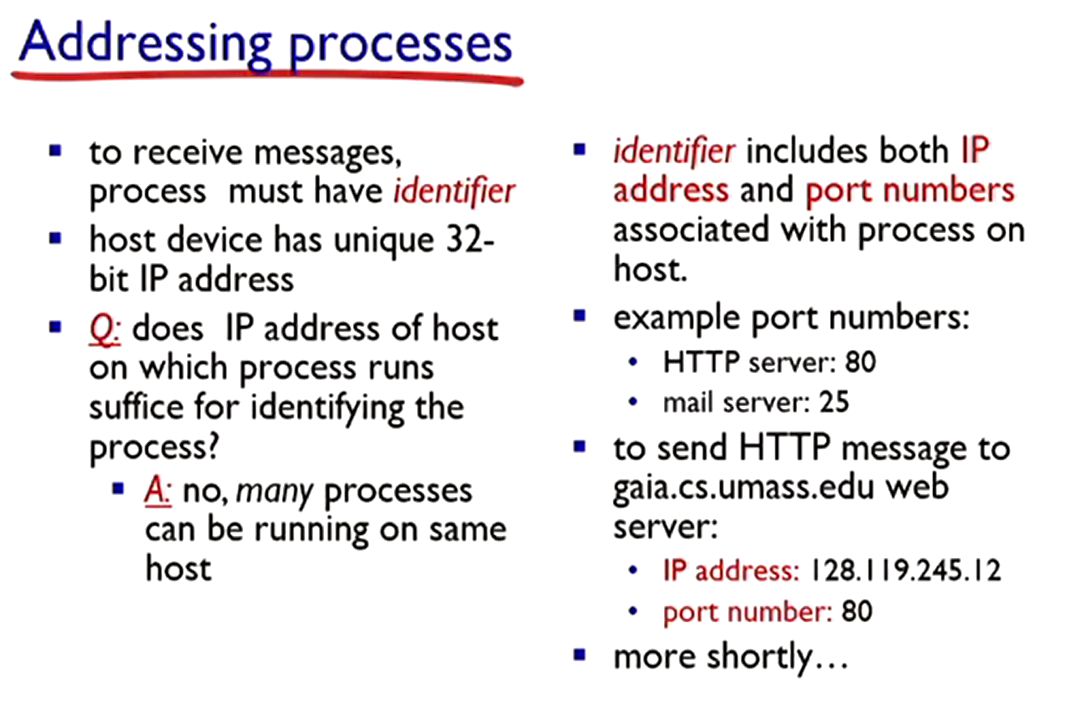 Addressing processes
to receive messages,
process must have identifier
host device has unique 32-
bit IP address
Q: does IP address of host
on which process runs
suffice for identifying the
process?
A: no, many processes
can be running on same
host
identifier includes both IP
address and port numbers
associated with process on
host.
example port numbers:
HTTP server: 80
mail server: 25
to send HTTP message to
gaia.cs.umass.edu web
server:
IP address: 128.119.245.12
port number: 80
more shortly…